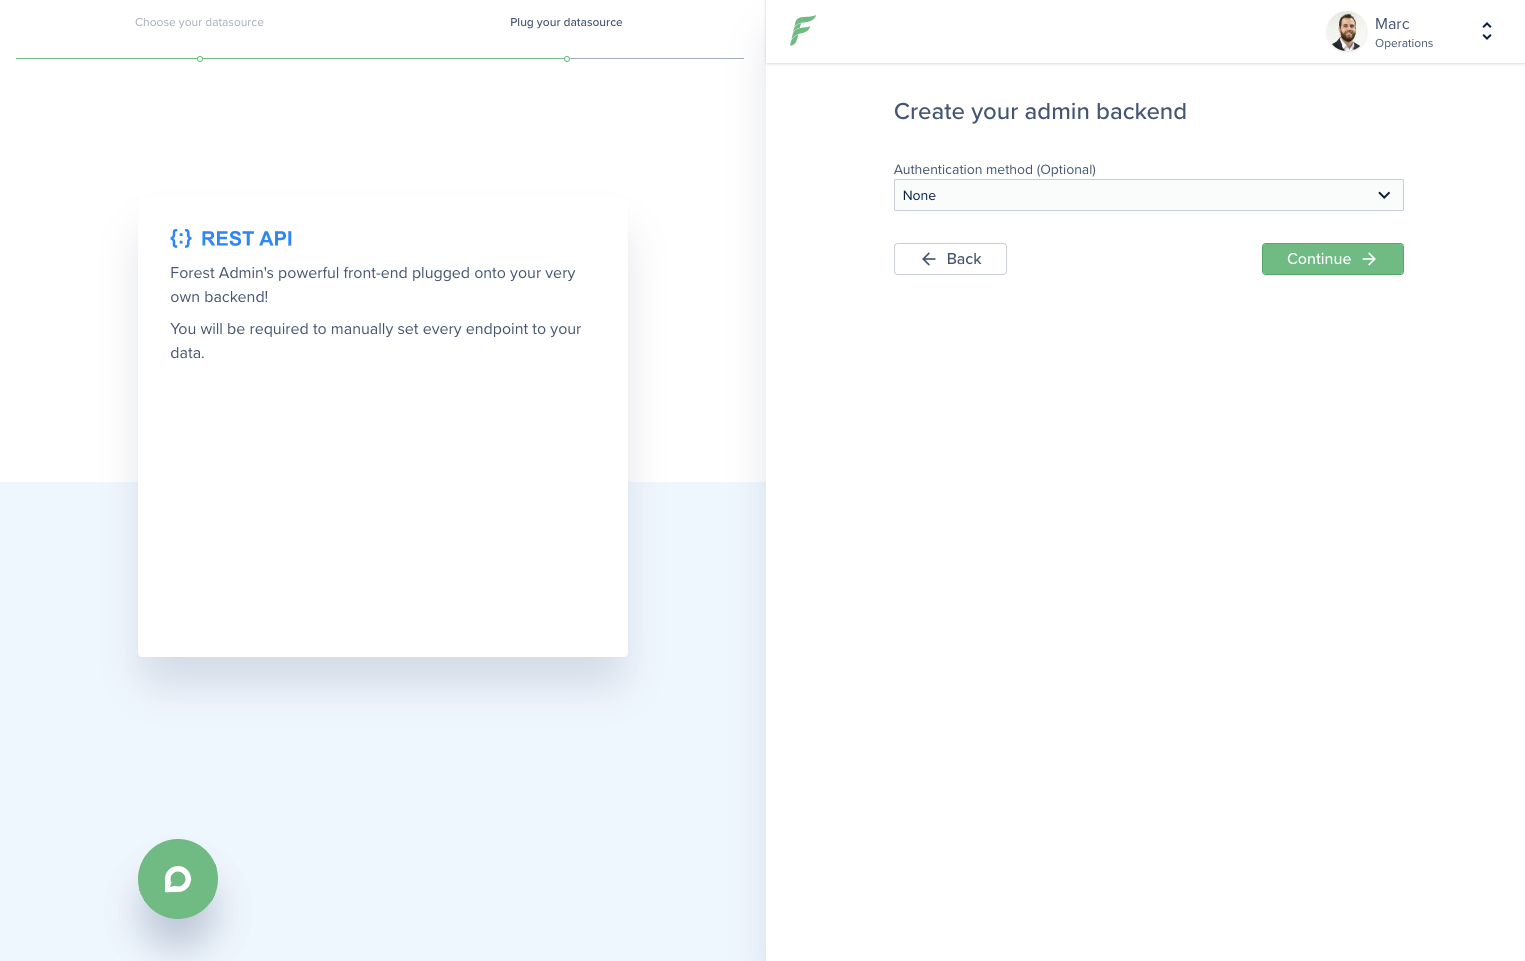 Choose your datasource
Plug your datasource
REST API
Forest Admin's powerful front-end plugged onto your very
own backend!
You will be required to manually set every endpoint to your
data.
Marc
Operations
Create your admin backend
Authentication method (Optional)
None
Back
Continue